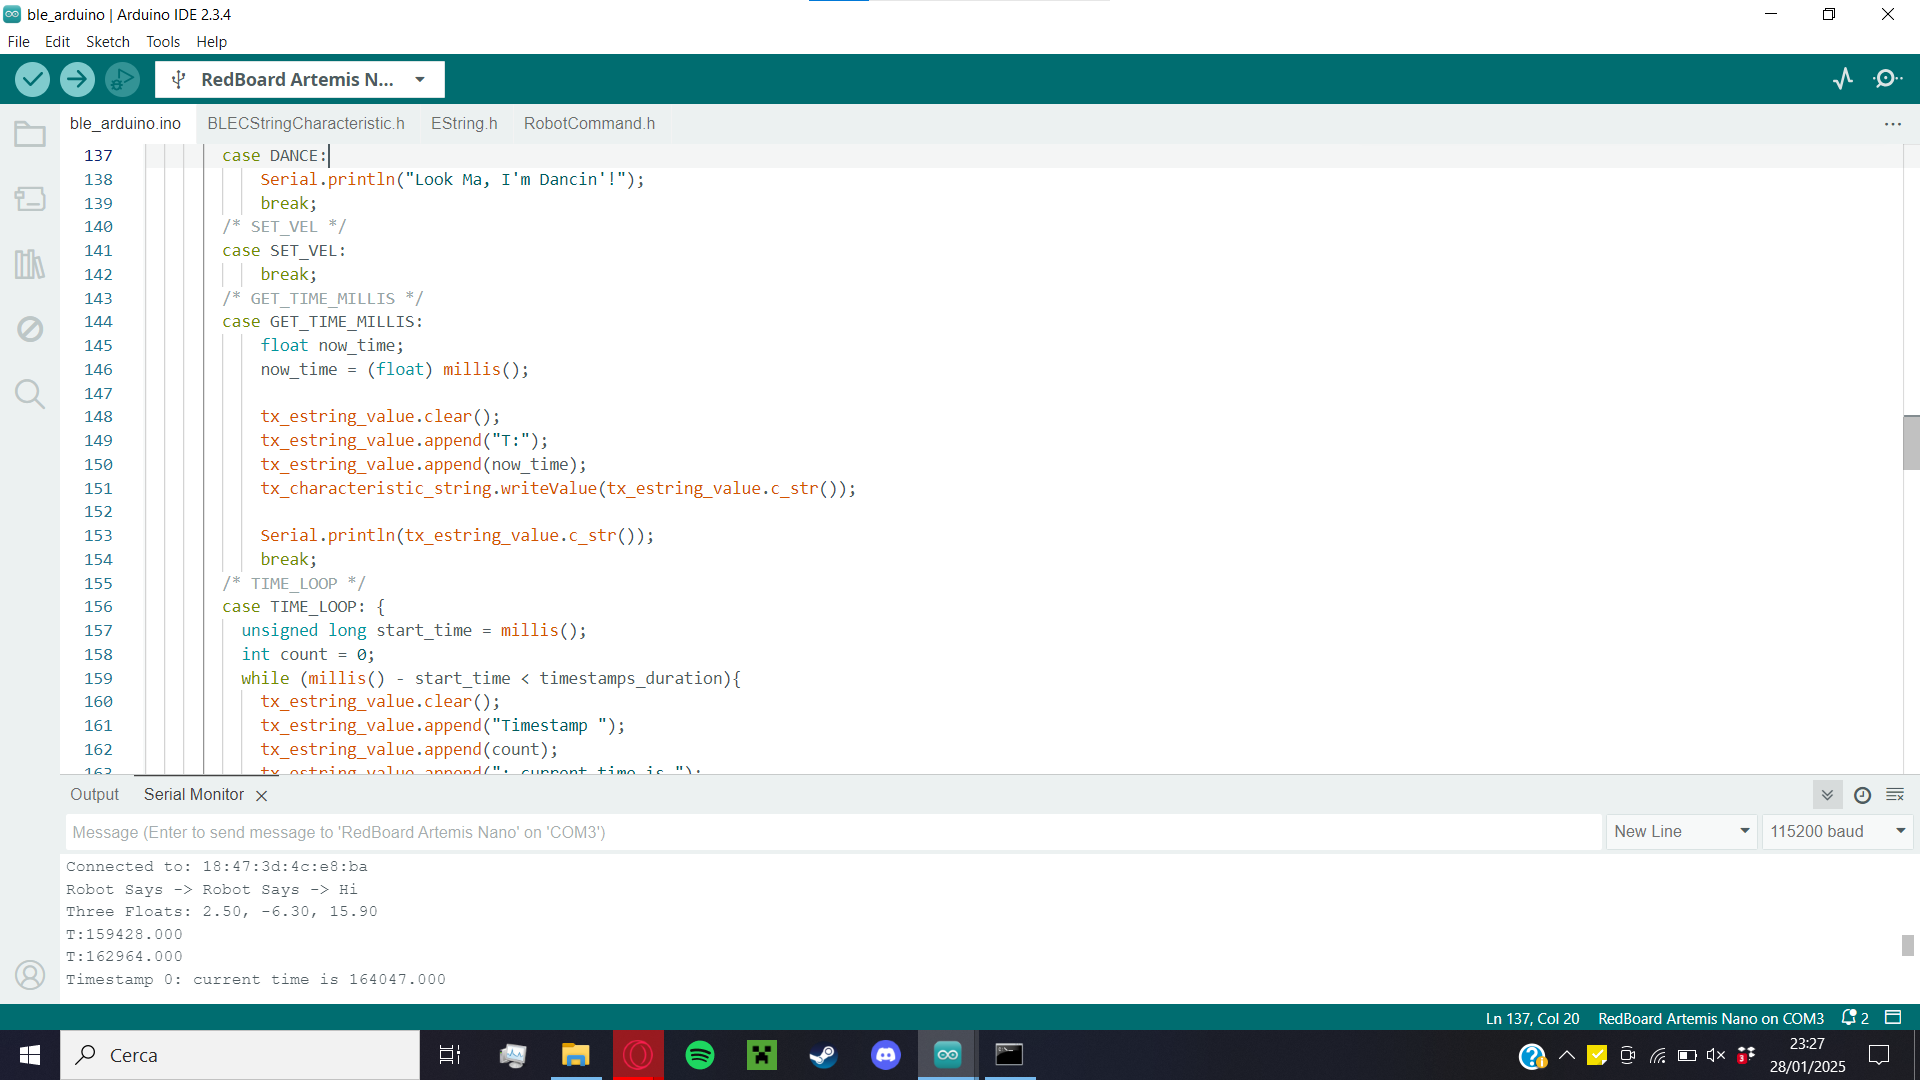 ble_arduino | Arduino IDE 2.3.4
File Edit Sketch Tools Help
RedBoard Artemis N...
ble_arduino.ino BLECStringCharacteristic.h EString.h RobotCommand.h
137 case DANCE:
138 Serial.println("Look Ma, I'm Dancin'!");
139 break;
140 /* SET_VEL */
141 case SET_VEL:
142 break;
143 /* GET_TIME_MILLIS */
144 case GET_TIME_MILLIS:
145 float now_time;
146 now_time = (float) millis();
147
148 tx_estring_value.clear();
149 tx_estring_value.append("T:");
150 tx_estring_value.append(now_time);
151 tx_characteristic_string.writeValue(tx_estring_value.c_str());
152
153 Serial.println(tx_estring_value.c_str());
154 break;
155 /* TIME_LOOP */
156 case TIME_LOOP: {
157 unsigned long start_time = millis();
158 int count = 0;
159 while (millis() - start_time < timestamps_duration){
160 tx_estring_value.clear();
161 tx_estring_value.append("Timestamp ");
162 tx_estring_value.append(count);
163 tx_estring_value.append(": current time is ");
Output Serial Monitor
Message (Enter to send message to 'RedBoard Artemis Nano' on 'COM3')
New Line 115200 baud
Connected to: 18:47:3d:4c:e8:ba
Robot Says -> Robot Says -> Hi
Three Floats: 2.50, -6.30, 15.90
T:159428.000
T:162964.000
Timestamp 0: current time is 164047.000
Ln 137, Col 20 RedBoard Artemis Nano on COM3 2
Cerca
3
23:27
28/01/2025